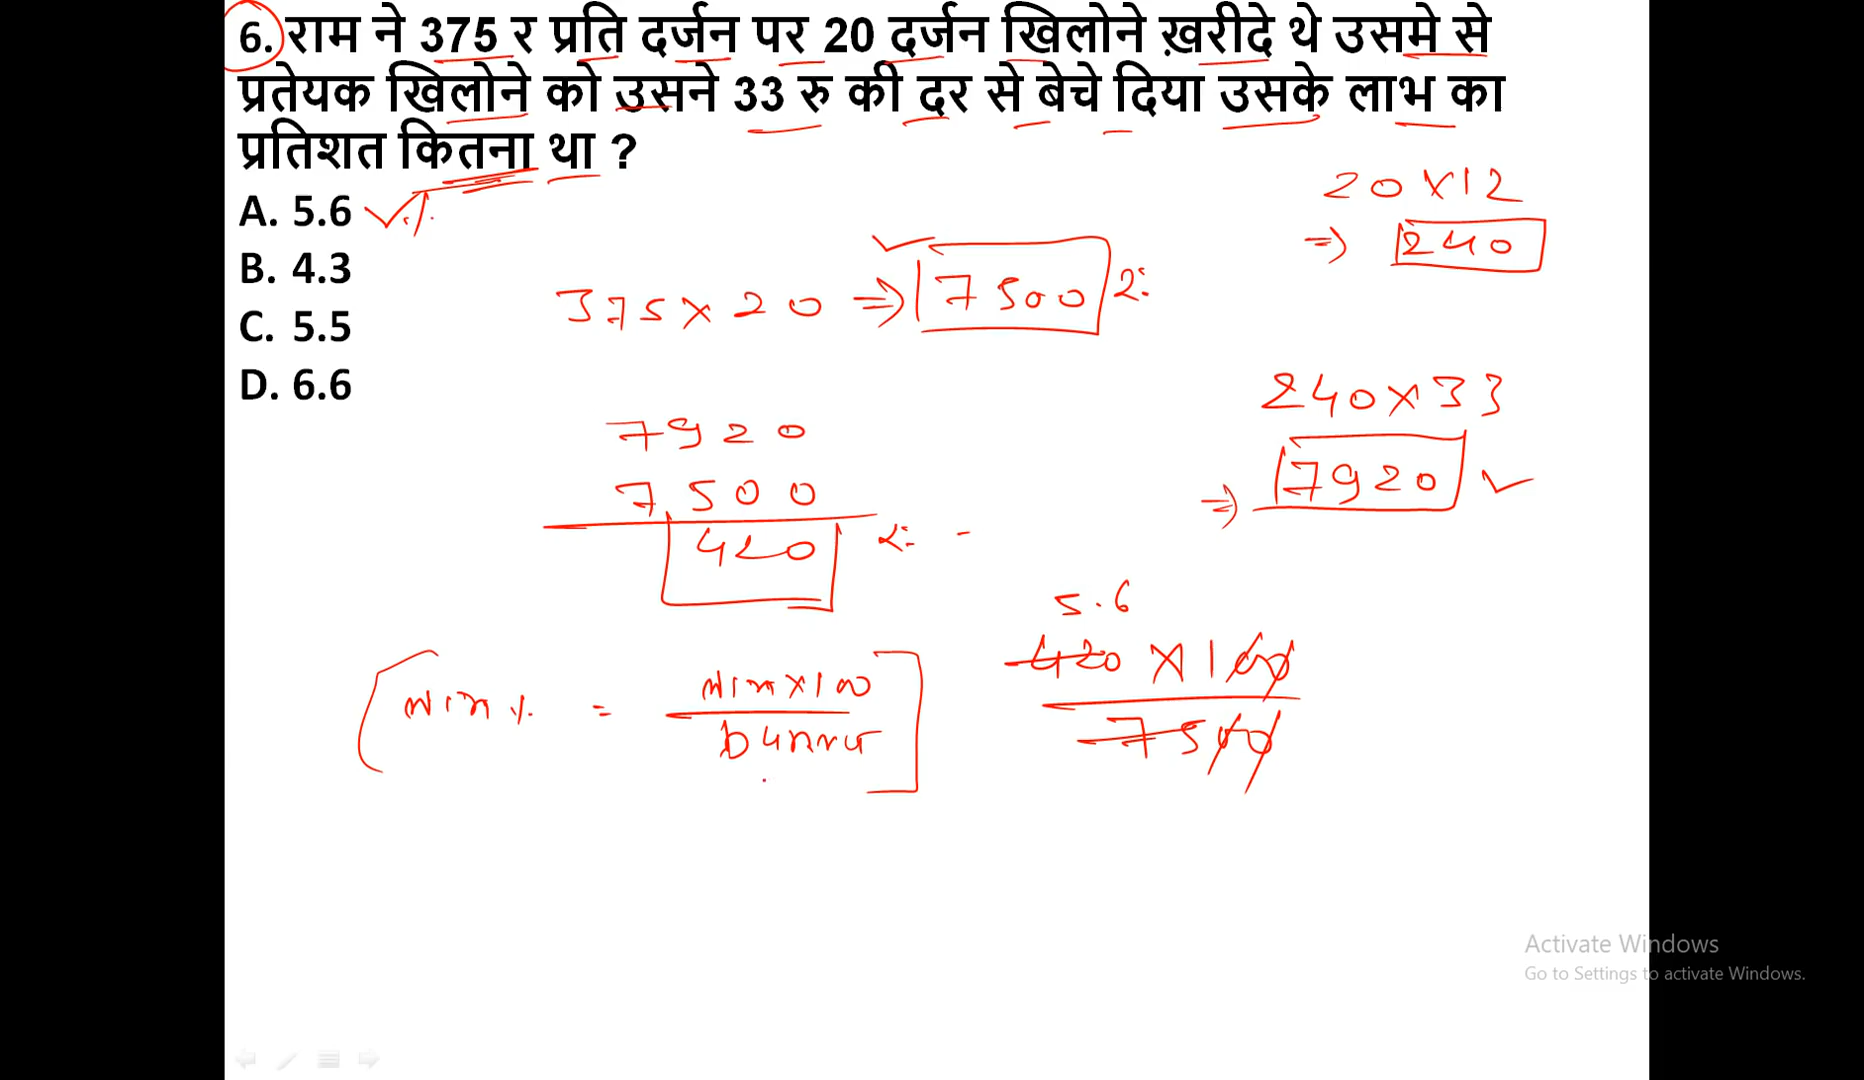 6. राम ने 375 र प्रति दर्जन पर 20 दर्जन खिलोने ख़रीदे थे उसमे से
प्रतेयक खिलोने को उसने 33 रु की दर से बेचे दिया उसके लाभ का
प्रतिशत कितना था ?
A. 5.6
B. 4.3
C. 5.5
D. 6.6
20 × 12
⇒ 240
375 × 20 ⇒ 7500
240 × 33
⇒ 7920
7920
7500
420
5.6
420 × 100
7500
Activate Windows
Go to Settings to activate Windows.